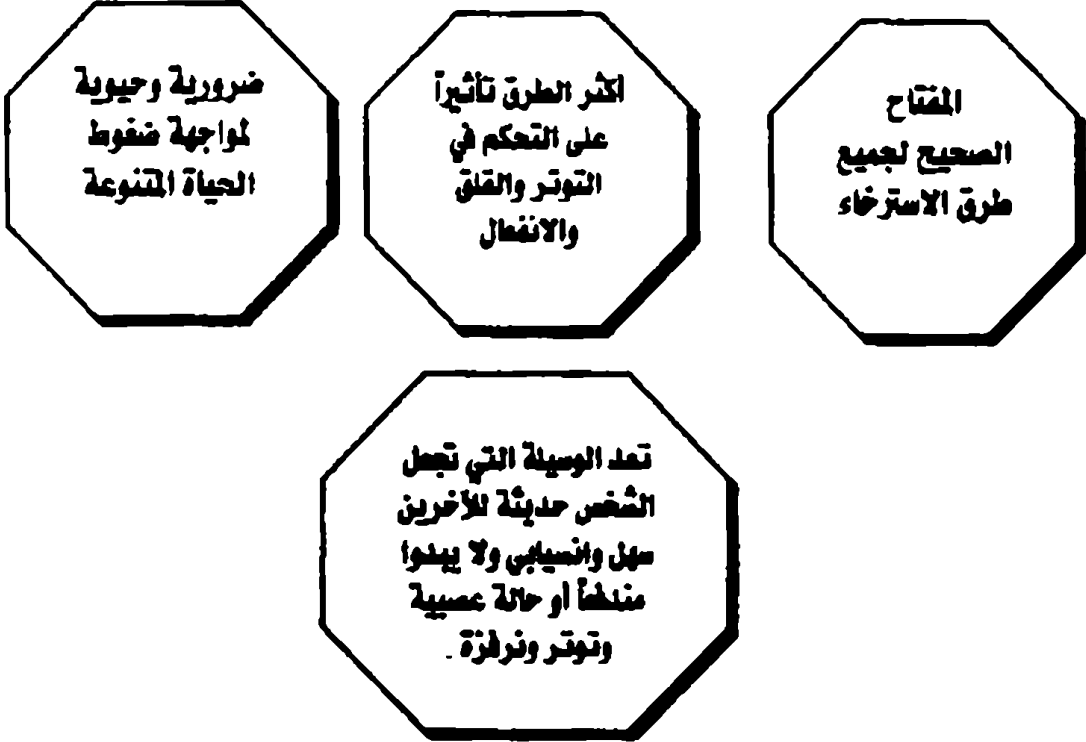 المفتاح
الصحيح لجميع
طرق الاسترخاء
أكثر الطرق تأثيراً
على التحكم في
التوتر والقلق
والانفعال
ضرورية وحيوية
لمواجهة ضغوط
الحياة المتنوعة
تعد الوسيلة التي تجعل
الشخص حديثة للآخرين
سهل وانسيابي ولا يبدوا
أو حالة عصبية
وتوتر ونرفزة .